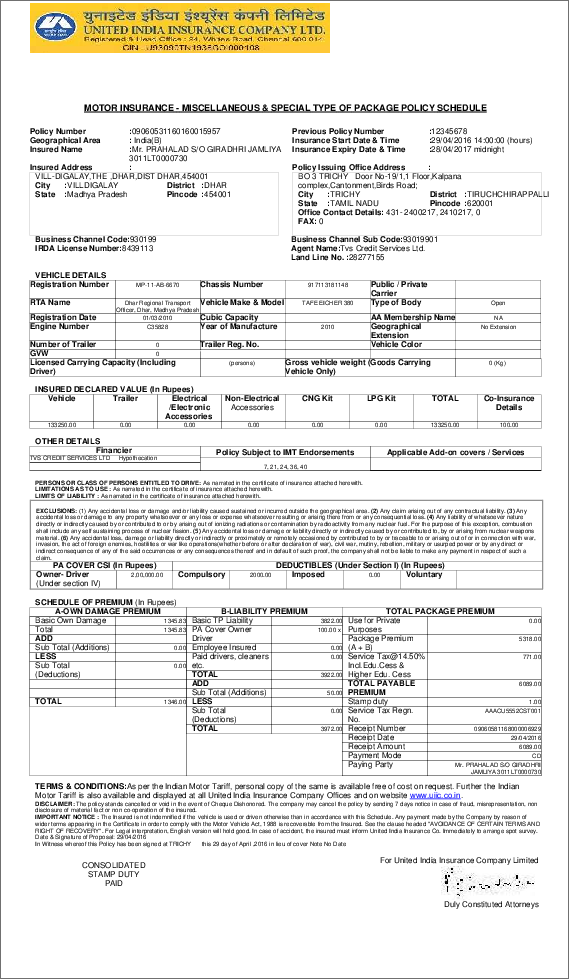 युनाइटेड इंडिया इंश्योरेंस कंपनी लिमिटेड
UNITED INDIA INSURANCE COMPANY LTD.
Registered & Head Office : 24, Whites Road, Chennai 600 014
CIN : U93090TN1938GOI000108
MOTOR INSURANCE - MISCELLANEOUS & SPECIAL TYPE OF PACKAGE POLICY SCHEDULE
Policy Number :09060531160160015957 Previous Policy Number :12345678
Geographical Area :India(B) Insurance Start Date & Time :29/04/2016 14:00:00 (hours)
Insured Name :Mr. PRAHALAD S/O GIRADHRI JAMLIYA Insurance Expiry Date & Time :28/04/2017 midnight
3011LT0000730
Insured Address : Policy Issuing Office Address :
VILL-DIGALAY,THE ,DHAR,DIST DHAR,454001 BO 3 TRICHY Door No-19/1,1 Floor,Kalpana
City :VILLDIGALAY District :DHAR complex,Cantonment,Birds Road;
State :Madhya Pradesh Pincode :454001 City :TRICHY District :TIRUCHCHIRAPPALLI
State :TAMIL NADU Pincode :620001
Office Contact Details: 431- 2400217, 2410217, 0
FAX: 0
Business Channel Code:930199 Business Channel Sub Code:93019901
IRDA License Number:8439113 Agent Name:Tvs Credit Services Ltd.
Land Line No. :28277155
VEHICLE DETAILS
Registration Number MP-11-AB-6670 Chassis Number 917113181148 Public / Private Carrier
RTA Name Dhar Regional Transport Officer, Dhar, Madhya Pradesh Vehicle Make & Model TAFE EICHER 380 Type of Body Open
Registration Date 01/03/2010 Cubic Capacity AA Membership Name NA
Engine Number C35828 Year of Manufacture 2010 Geographical Extension No Extension
Number of Trailer 0 Trailer Reg. No. Vehicle Color
GVW 0
Licensed Carrying Capacity (Including Driver) (persons) Gross vehicle weight (Goods Carrying Vehicle Only) 0 (Kg)
INSURED DECLARED VALUE (In Rupees)
Vehicle Trailer Electrical /Electronic Accessories Non-Electrical Accessories CNG Kit LPG Kit TOTAL Co-Insurance Details
133250.00 0.00 0.00 0.00 0.00 0.00 133250.00 100.00
OTHER DETAILS
Financier Policy Subject to IMT Endorsements Applicable Add-on covers / Services
TVS CREDIT SERVICES LTD Hypothecation
7, 21, 24, 36, 40
PERSONS OR CLASS OF PERSONS ENTITLED TO DRIVE: As narrated in the certificate of insurance attached herewith.
LIMITATIONS AS TO USE : As narrated in the certificate of insurance attached herewith.
LIMITS OF LIABILITY : As narrated in the certificate of insurance attached herewith.
EXCLUSIONS: (1) Any accidental loss or damage and/or liability caused sustained or incurred outside the geographical area. (2) Any claim arising out of any contractual liability. (3) Any
accidental loss or damage to any property whatsoever or any loss or expense whatsoever resulting or arising there from or any consequential loss. (4) Any liability of whatsoever nature
directly or indirectly caused by or contributed to or by arising out of ionizing radiations or contamination by radioactivity from any nuclear fuel. For the purpose of this exception, combustion
shall include any self sustaining process of nuclear fission. (5) Any accidental loss or damage or liability directly or indirectly caused by or contributed to, by or arising from nuclear weapons
material. (6) Any accidental loss, damage or liability directly or proximately or remotely occasioned by contributed to by or traceable to or arising out of or in connection with war,
invasion, the act of foreign enemies, hostilities or war like operations(whether before or after declaration of war), civil war, mutiny, rebellion, military or usurped power or by any direct or
indirect consequence of any of the said occurrences or any consequence thereof and in default of such proof, the company shall not be liable to make any payment in respect of such a
claim.
PA COVER CSI (In Rupees) DEDUCTIBLES (Under Section I) (In Rupees)
Owner- Driver (Under section IV) 2,00,000.00 Compulsory 2000.00 Imposed 0.00 Voluntary
SCHEDULE OF PREMIUM (In Rupees)
A-OWN DAMAGE PREMIUM B-LIABILITY PREMIUM TOTAL PACKAGE PREMIUM
Basic Own Damage 1345.83 Basic TP Liability 3822.00 Use for Private Purposes 0.00
Total 1345.83 PA Cover Owner Driver 100.00 x Package Premium (A + B) 5318.00
ADD
Sub Total (Additions) 0.00 Employee Insured 0.00
LESS Paid drivers, cleaners etc. 0.00 Service Tax@14.50% Incl.Edu.Cess & Higher Edu. Cess 771.00
Sub Total (Deductions) 0.00 TOTAL 3922.00
ADD TOTAL PAYABLE PREMIUM 6089.00
Sub Total (Additions) 50.00
TOTAL 1346.00 LESS Stamp duty 1.00
Sub Total (Deductions) 0.00 Service Tax Regn. No. AAACU5552CST001
TOTAL 3972.00 Receipt Number
Receipt Date 29/04/2016
Receipt Amount 6089.00
Payment Mode CD
Paying Party Mr. PRAHALAD S/O GIRADHRI JAMLIYA 3011LT0000730
TERMS & CONDITIONS:As per the Indian Motor Tariff, personal copy of the same is available free of cost on request. Further the Indian
Motor Tariff is also available and displayed at all United India Insurance Company Offices and on website www.uiic.co.in.
DISCLAIMER: The policy stands cancelled or void in the event of Cheque Dishonored. The company may cancel the policy by sending 7 days notice in case of fraud, misrepresentation, non
disclosure of material fact or non co-operation of the insured.
IMPORTANT NOTICE : The Insured is not indemnified if the vehicle is used or driven otherwise than in accordance with this Schedule. Any payment made by the Company by reason of
wider terms appearing in the Certificate in order to comply with the Motor Vehicle Act, 1988 is recoverable from the Insured. See the clause headed "AVOIDANCE OF CERTAIN TERMS AND
RIGHT OF RECOVERY". For Legal interpretation, English version will hold good. In case of accident, the insured must inform United India Insurance Co. Immediately to arrange spot survey.
Date & Signature of Proposal: 29/04/2016
In Witness whereof this Policy has been signed at TRICHY this 29 day of April 2016 in lieu of cover Note No Date
CONSOLIDATED
STAMP DUTY
PAID
For United India Insurance Company Limited
Duly Constituted Attorneys